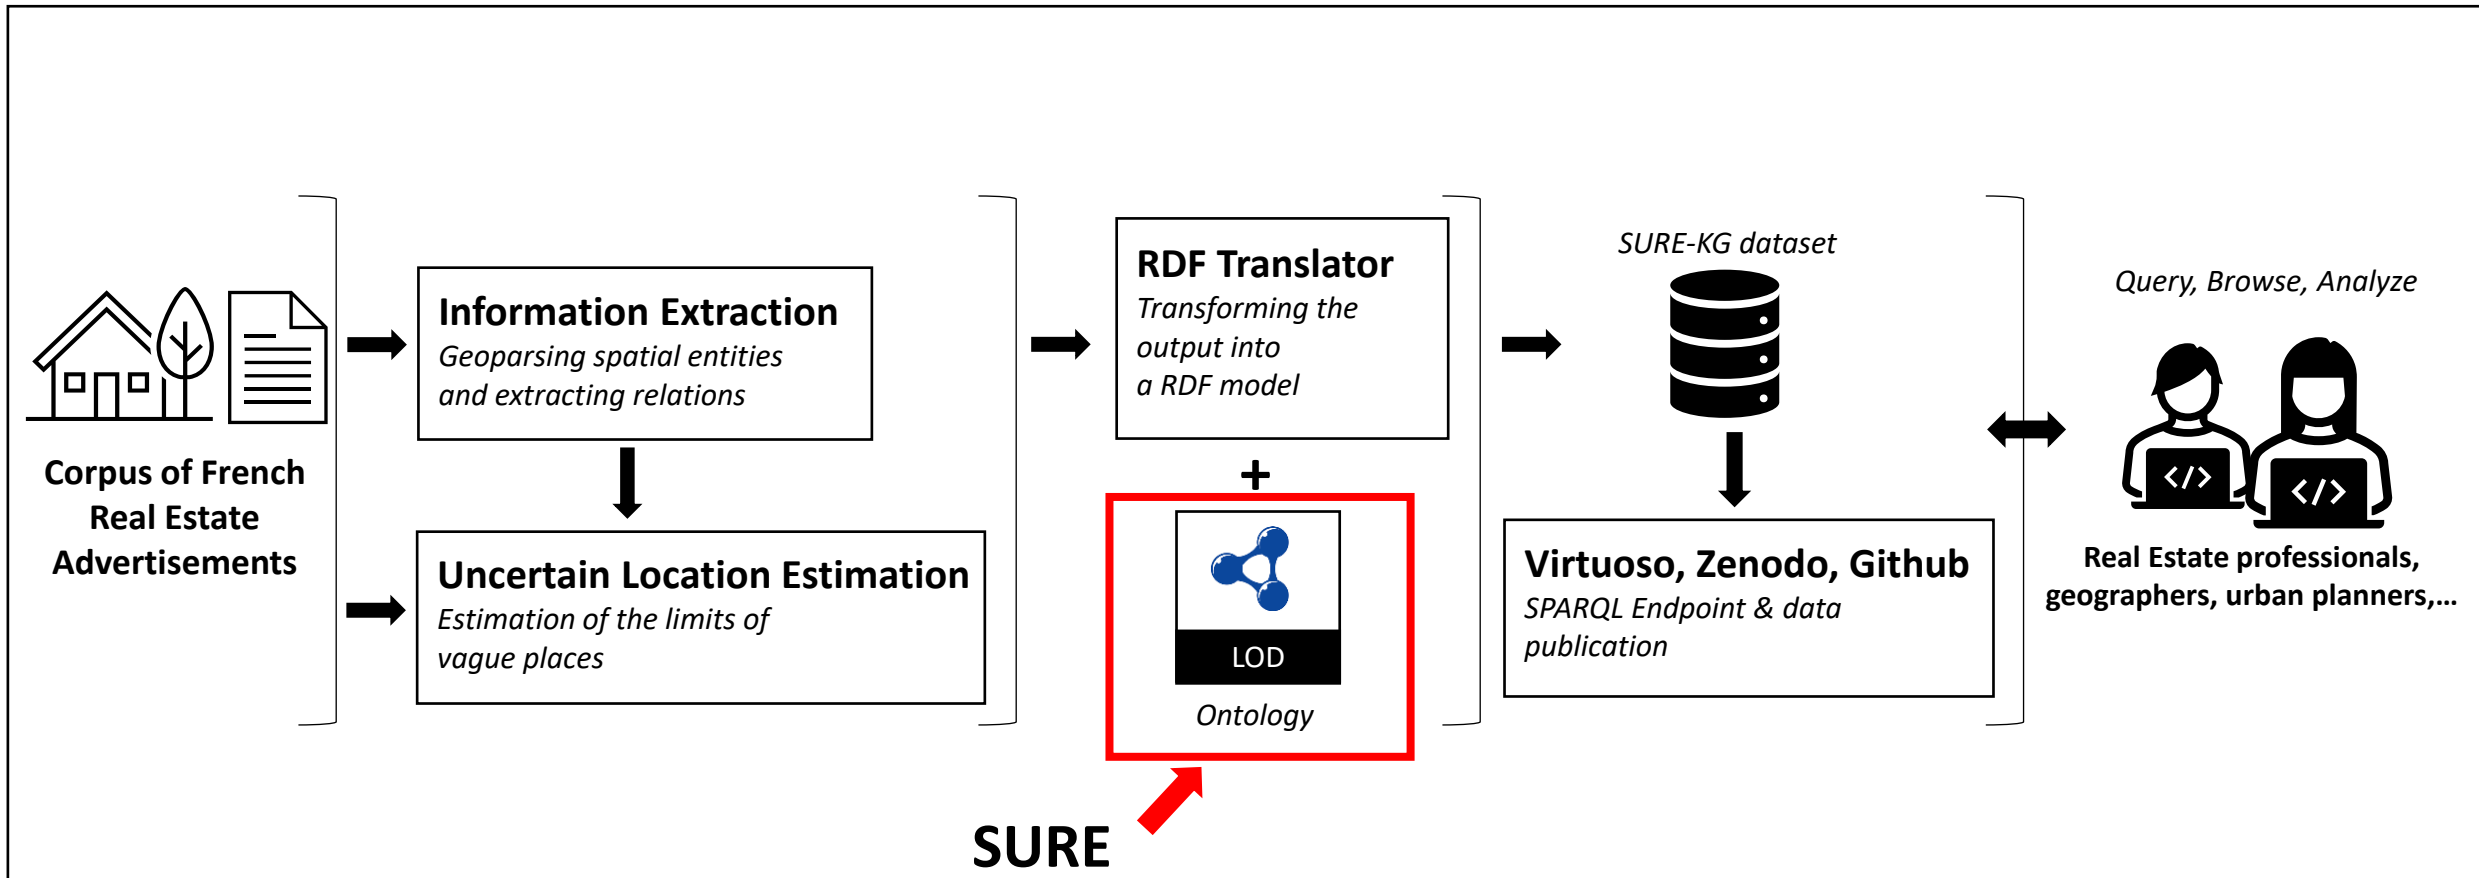 Corpus of French
Real Estate
Advertisements
Information Extraction
Geoparsing spatial entities
and extracting relations
Uncertain Location Estimation
Estimation of the limits of
vague places
RDF Translator
Transforming the
output into
a RDF model
+
LOD
Ontology
SURE
SURE-KG dataset
Virtuoso, Zenodo, Github
SPARQL Endpoint & data
publication
Query, Browse, Analyze
</>
</>
Real Estate professionals,
geographers, urban planners,...